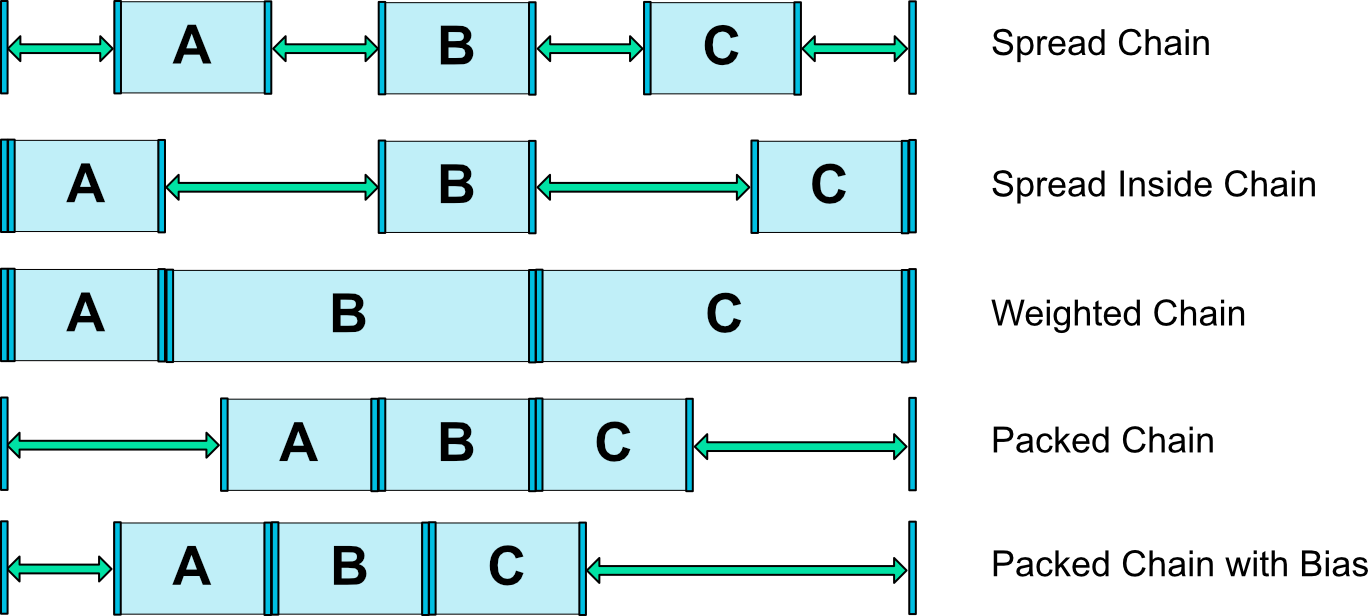 A B C Spread Chain
A B C Spread Inside Chain
A B C Weighted Chain
A B C Packed Chain
A B C Packed Chain with Bias